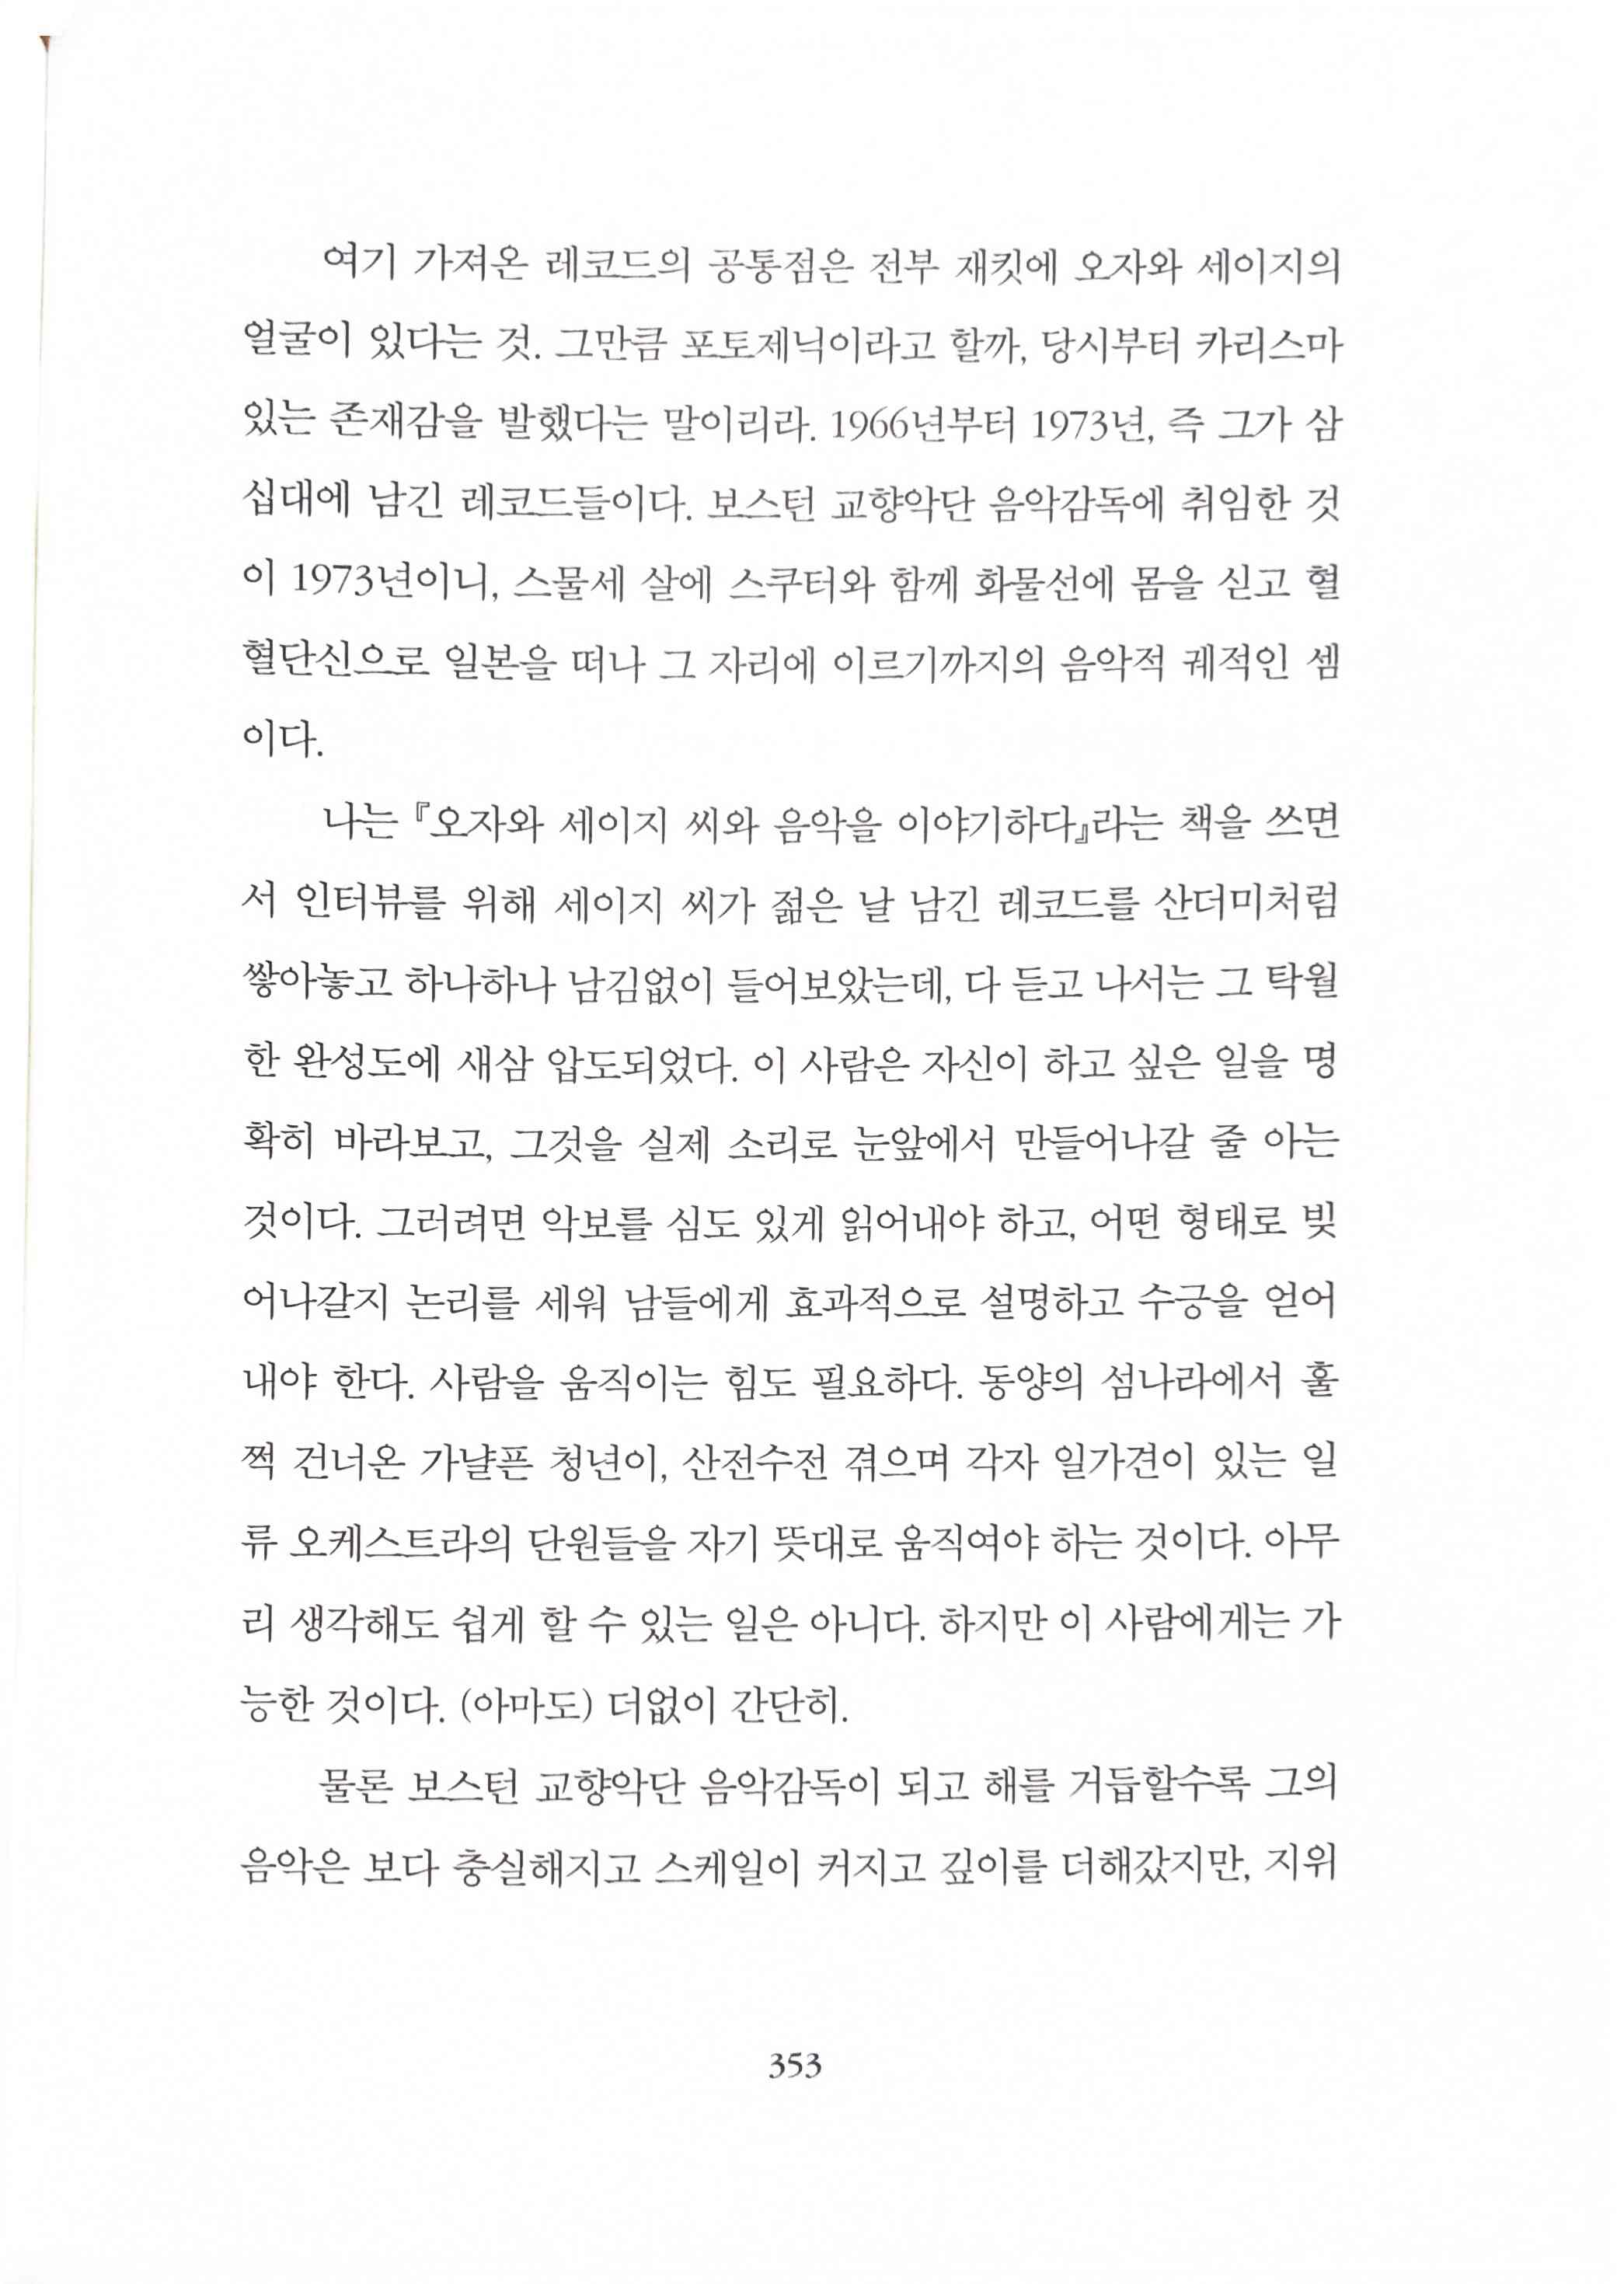 여기 가져온 레코드의 공통점은 전부 재킷에 오자와 세이지의
얼굴이 있다는 것. 그만큼 포토제닉이라고 할까, 당시부터 카리스마
있는 존재감을 발했다는 말이리라. 1966년부터 1973년, 즉 그가 삼
십대에 남긴 레코드들이다. 보스턴 교향악단 음악감독에 취임한 것
이 1973년이니, 스물세 살에 스쿠터와 함께 화물선에 몸을 싣고 혈
혈단신으로 일본을 떠나 그 자리에 이르기까지의 음악적 궤적인 셈
이다.
나는 『오자와 세이지 씨와 음악을 이야기하다』라는 책을 쓰면
서 인터뷰를 위해 세이지 씨가 젊은 날 남긴 레코드를 산더미처럼
쌓아놓고 하나하나 남김없이 들어보았는데, 다 듣고 나서는 그 탁월
한 완성도에 새삼 압도되었다. 이 사람은 자신이 하고 싶은 일을 명
확히 바라보고, 그것을 실제 소리로 눈앞에서 만들어나갈 줄 아는
것이다. 그러려면 악보를 심도 있게 읽어내야 하고, 어떤 형태로 빚
어나갈지 논리를 세워 남들에게 효과적으로 설명하고 수긍을 얻어
내야 한다. 사람을 움직이는 힘도 필요하다. 동양의 섬나라에서 훌
쩍 건너온 가냘픈 청년이, 산전수전 겪으며 각자 일가견이 있는 일
류 오케스트라의 단원들을 자기 뜻대로 움직여야 하는 것이다. 아무
리 생각해도 쉽게 할 수 있는 일은 아니다. 하지만 이 사람에게는 가
능한 것이다. (아마도) 더없이 간단히.
물론 보스턴 교향악단 음악감독이 되고 해를 거듭할수록 그의
음악은 보다 충실해지고 스케일이 커지고 깊이를 더해갔지만, 지위
353